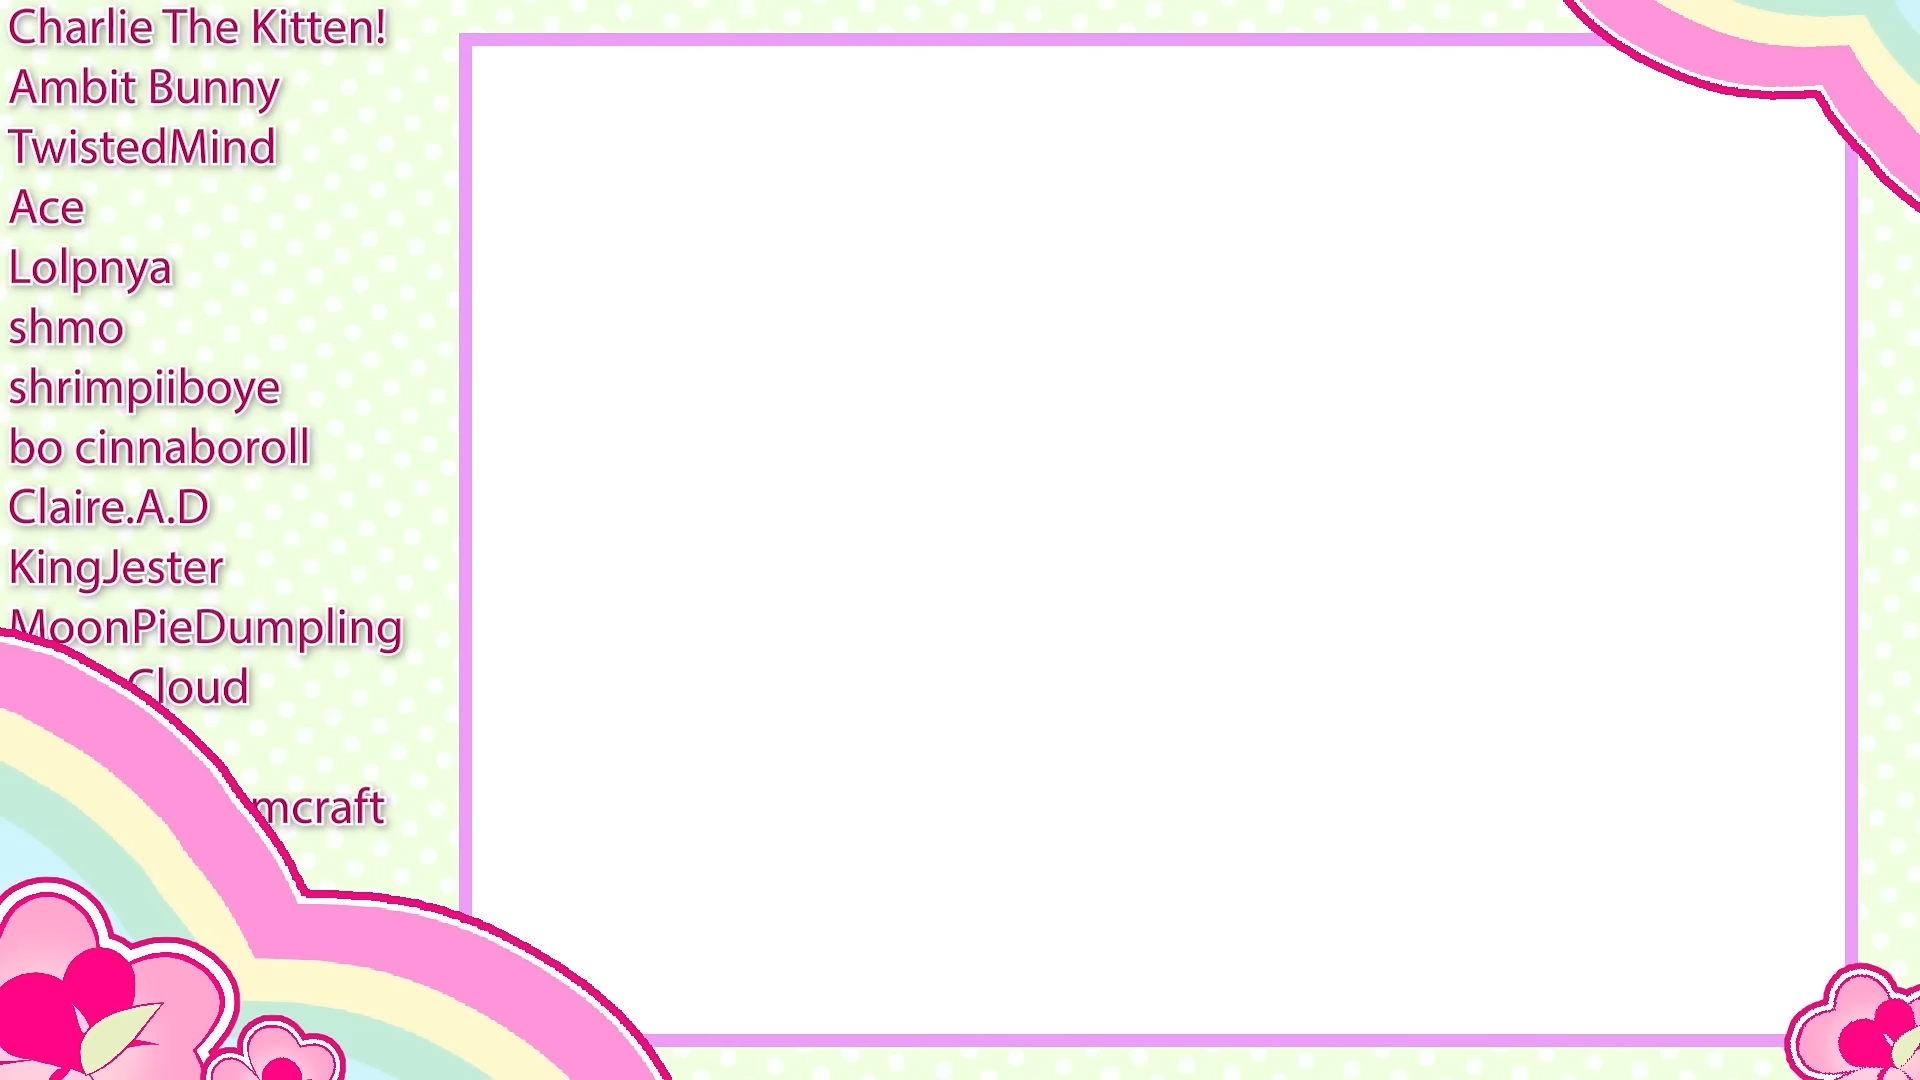 Charlie The Kitten!
Ambit Bunny
TwistedMind
Ace
Lolpnya
shmo
shrimpiiboye
bo cinnaboroll
Claire.A.D
KingJester
MoonPieDumpling
Cloud
mcraft